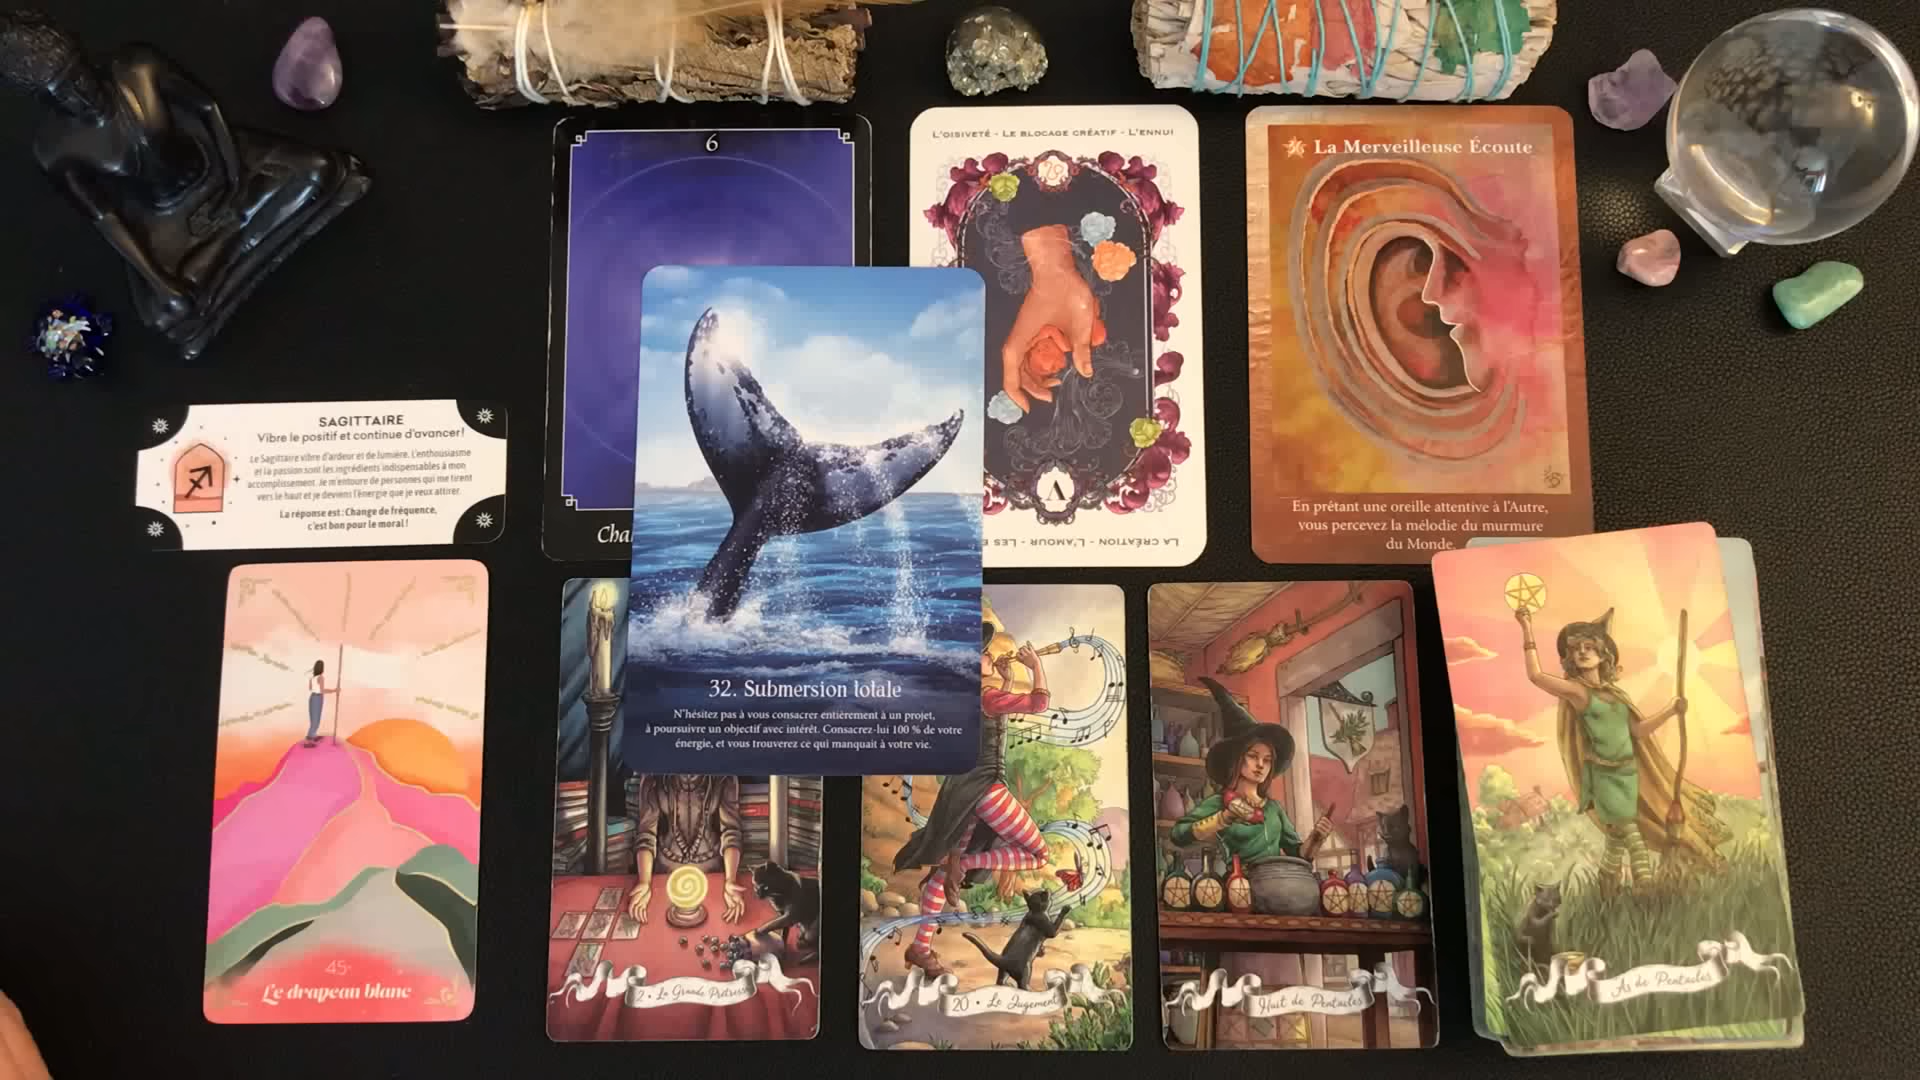 6
L'OISIVETÉ - LE BLOCAGE CRÉATIF - L'ENNUI
36 La Merveilleuse Écoute
En prêtant une oreille attentive à l'Autre,
vous percevez la mélodie du murmure
du Monde.
SAGITTAIRE
Vibre le positif et continue d'avancer!
Le Sagittaire vibre d'ardeur et de lumière. L'enthousiasme
et la passion sont les ingrédients indispensables à mon
accomplissement. Je m'entoure de personnes qui me tirent
vers le haut et je deviens l'énergie que je veux attirer.
La réponse est: Change de fréquence,
c'est bon pour le moral!
Cha
LA CRÉATION - L'AMOUR - LES
32. Submersion totale
N'hésitez pas à vous consacrer entièrement à un projet,
à poursuivre un objectif avec intérêt. Consacrez-lui 100 % de votre
énergie, et vous trouverez ce qui manquait à votre vie.
45
Le drapeau blanc
2 • La Grande Prêtresse
20 • Le Jugement
Huit de Pentacles
As de Pentacles